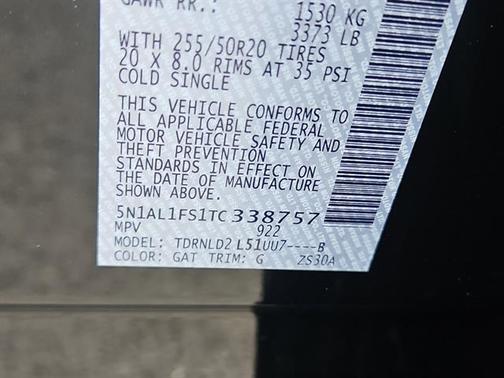 GAWR RR.: 1530 KG
3373 LB
WITH 255/50R20 TIRES
20 X 8.0 RIMS AT 35 PSI
COLD SINGLE
THIS VEHICLE CONFORMS TO
ALL APPLICABLE FEDERAL
MOTOR VEHICLE SAFETY AND
THEFT PREVENTION
STANDARDS IN EFFECT ON
THE DATE OF MANUFACTURE
SHOWN ABOVE.
5N1AL1FS1TC338757
MPV 922
MODEL: TDRNLD2 L51UU7----B
COLOR: GAT TRIM: G ZS30A